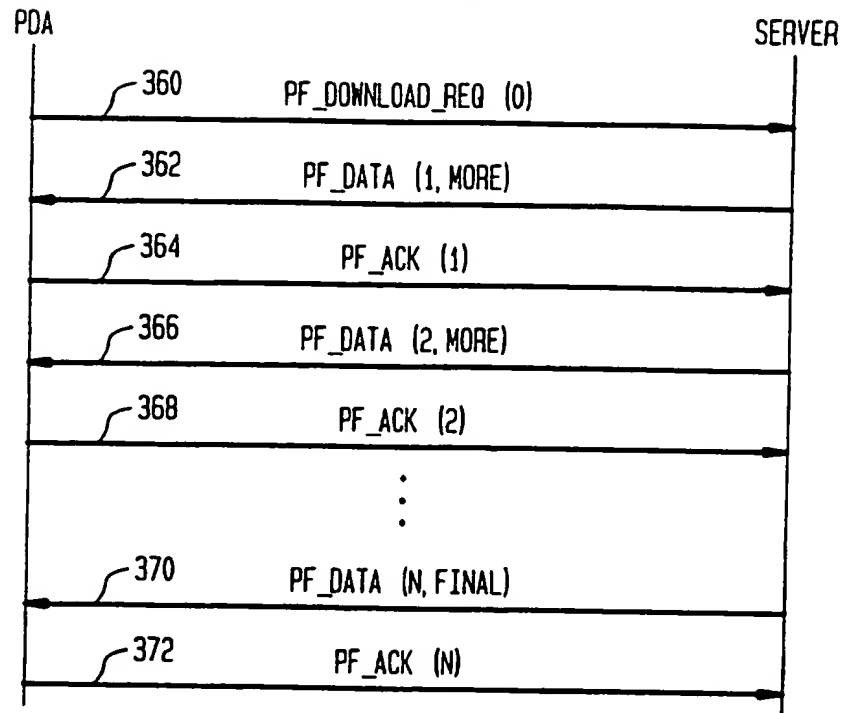 PDA
SERVER
360
PF_DOWNLOAD_REQ (0)
362
PF_DATA (1, MORE)
364
PF_ACK (1)
366
PF_DATA (2, MORE)
368
PF_ACK (2)
370
PF_DATA (N, FINAL)
372
PF_ACK (N)